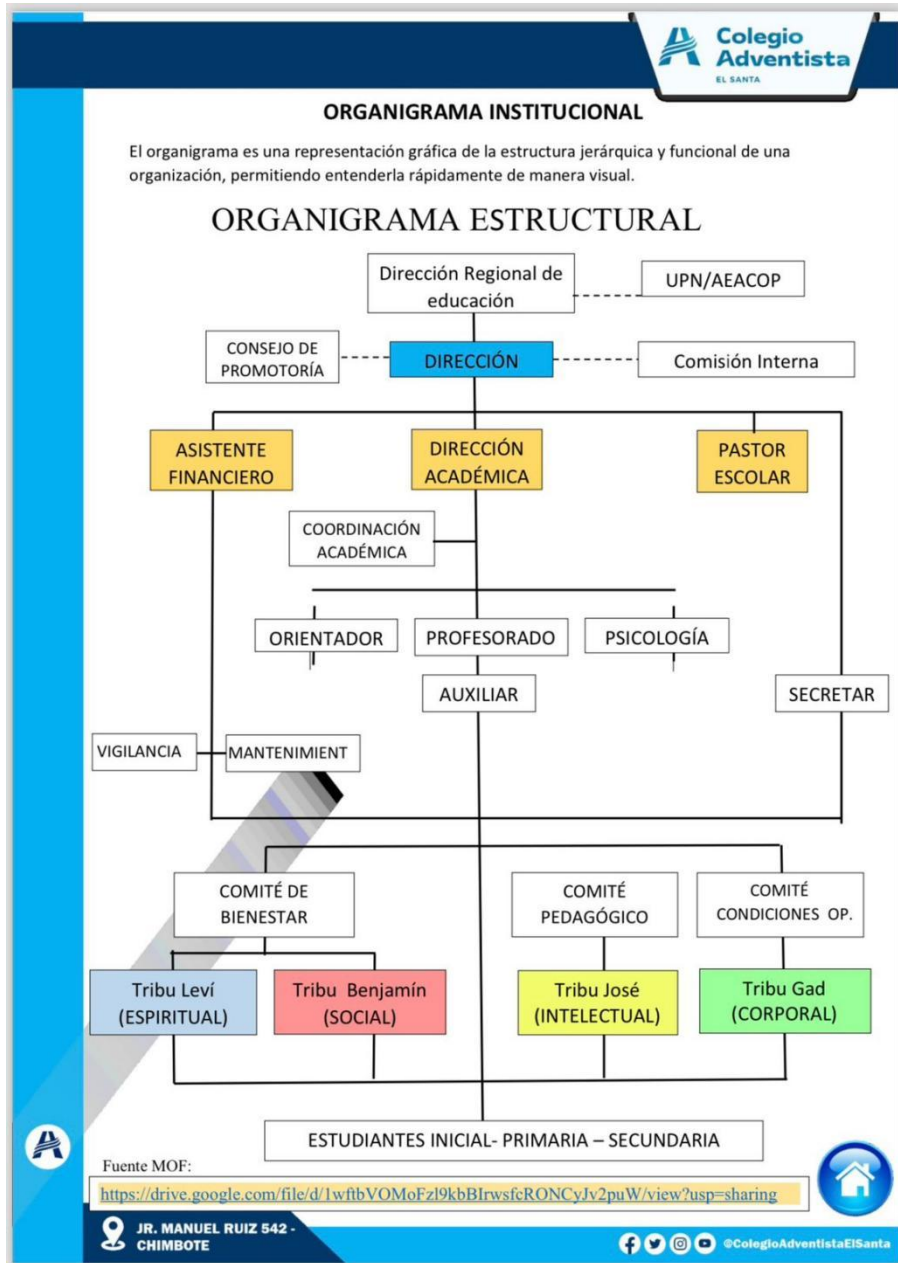 Colegio
Adventista
EL SANTA
ORGANIGRAMA INSTITUCIONAL
El organigrama es una representación gráfica de la estructura jerárquica y funcional de una
organización, permitiendo entenderla rápidamente de manera visual.
ORGANIGRAMA ESTRUCTURAL
Dirección Regional de
educación
UPN/AEACOP
CONSEJO DE
PROMOTORÍA
DIRECCIÓN
Comisión Interna
ASISTENTE
FINANCIERO
DIRECCIÓN
ACADÉMICA
PASTOR
ESCOLAR
COORDINACIÓN
ACADÉMICA
ORIENTADOR
PROFESORADO
PSICOLOGÍA
AUXILIAR
SECRETAR
VIGILANCIA
MANTENIMIENT
COMITÉ DE
BIENESTAR
COMITÉ
PEDAGÓGICO
COMITÉ
CONDICIONES OP.
Tribu Leví
(ESPIRITUAL)
Tribu Benjamín
(SOCIAL)
Tribu José
(INTELECTUAL)
Tribu Gad
(CORPORAL)
ESTUDIANTES INICIAL- PRIMARIA – SECUNDARIA
Fuente MOF:
https://drive.google.com/file/d/1wftbVOMoFzl9kbBIrwsfcRONCyJv2puW/view?usp=sharing
JR. MANUEL RUIZ 542 -
CHIMBOTE
@ColegioAdventistaElSanta